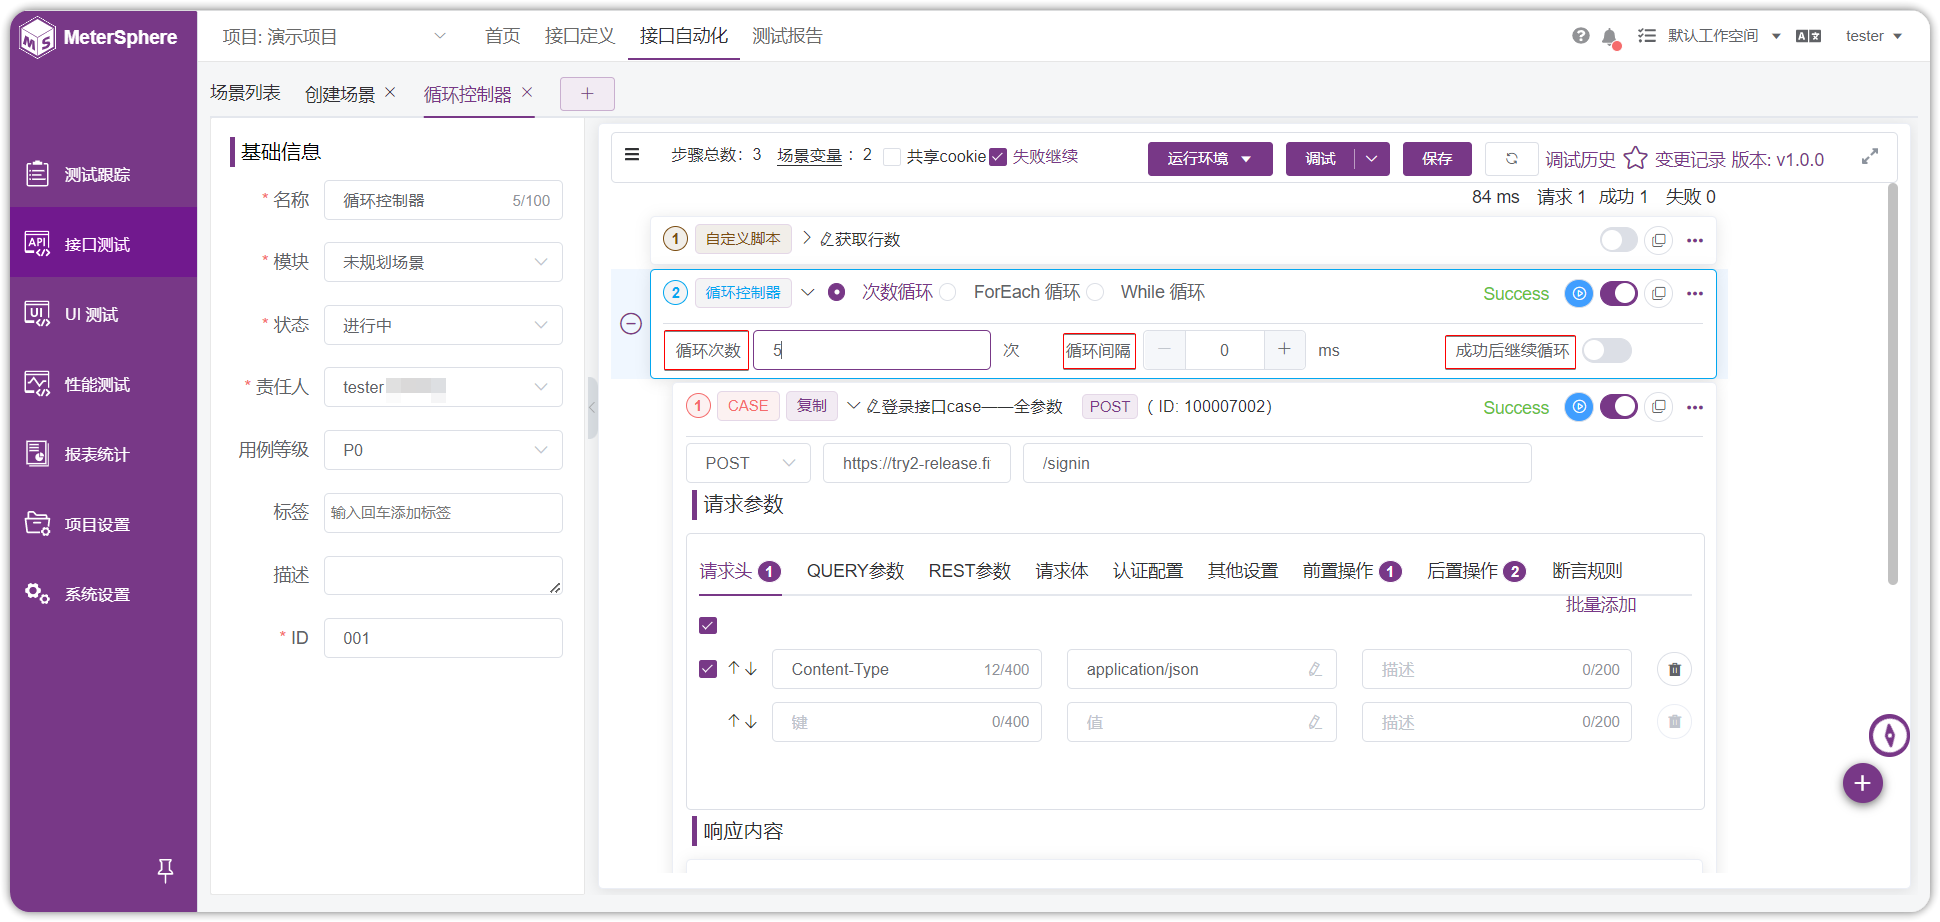 MeterSphere
项目: 演示项目
首页 接口定义 接口自动化 测试报告
默认工作空间
tester
场景列表 创建场景 循环控制器
测试跟踪
接口测试
UI 测试
性能测试
报表统计
项目设置
系统设置
基础信息
* 名称 循环控制器 5/100
* 模块 未规划场景
* 状态 进行中
* 责任人 tester
用例等级 P0
标签 输入回车添加标签
描述
* ID 001
步骤总数: 3 场景变量 : 2 共享cookie 失败继续
运行环境 调试 保存 调试历史 变更记录 版本: v1.0.0
84 ms 请求 1 成功 1 失败 0
1 自定义脚本 获取行数
2 循环控制器 次数循环 ForEach 循环 While 循环 Success
循环次数 5 次 循环间隔 0 ms 成功后继续循环
1 CASE 复制 登录接口case——全参数 POST ( ID: 100007002) Success
POST https://try2-release.fi /signin
请求参数
请求头 1 QUERY参数 REST参数 请求体 认证配置 其他设置 前置操作 1 后置操作 2 断言规则
批量添加
Content-Type 12/400 application/json 描述 0/200
键 0/400 值 描述 0/200
响应内容